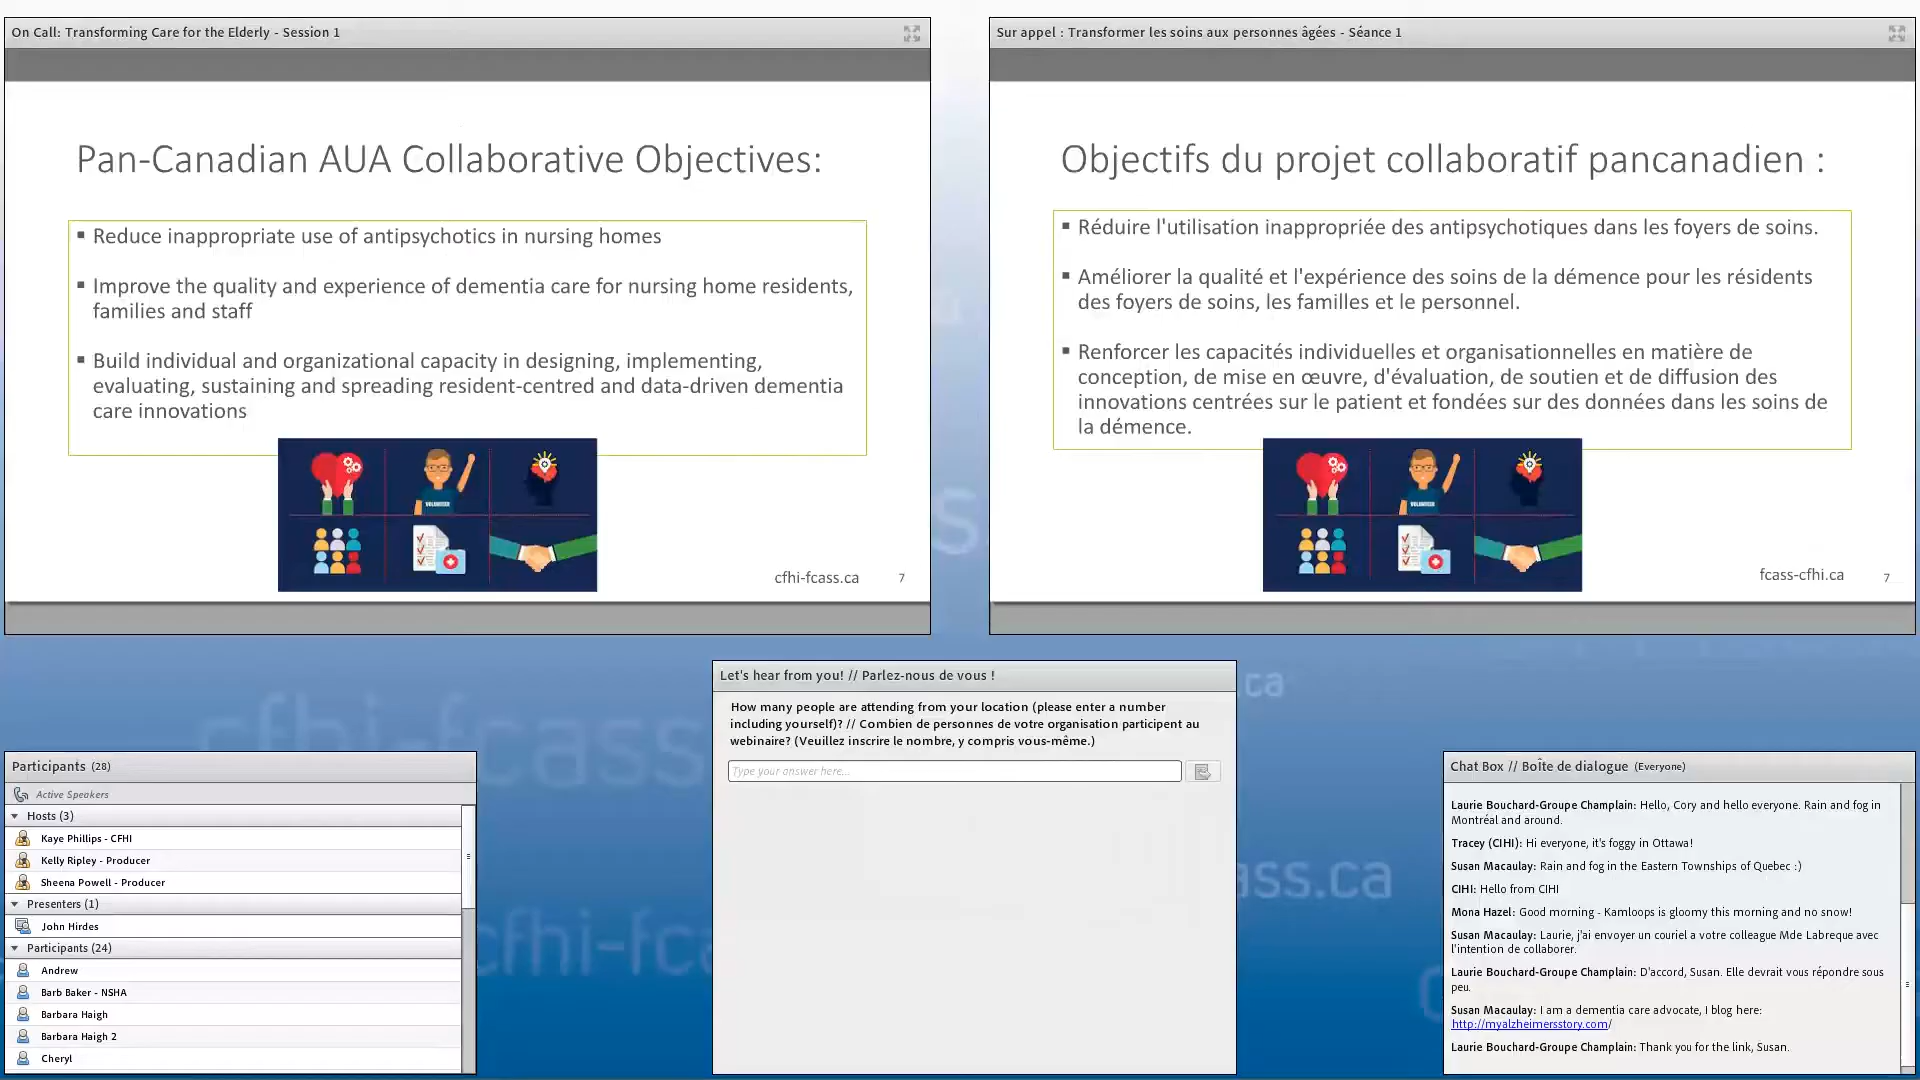 On Call: Transforming Care for the Elderly - Session 1
Pan-Canadian AUA Collaborative Objectives:
▪ Reduce inappropriate use of antipsychotics in nursing homes
▪ Improve the quality and experience of dementia care for nursing home residents,
families and staff
▪ Build individual and organizational capacity in designing, implementing,
evaluating, sustaining and spreading resident-centred and data-driven dementia
care innovations
VOLUNTEER
cfhi-fcass.ca 7
Sur appel : Transformer les soins aux personnes âgées - Séance 1
Objectifs du projet collaboratif pancanadien :
▪ Réduire l'utilisation inappropriée des antipsychotiques dans les foyers de soins.
▪ Améliorer la qualité et l'expérience des soins de la démence pour les résidents
des foyers de soins, les familles et le personnel.
▪ Renforcer les capacités individuelles et organisationnelles en matière de
conception, de mise en œuvre, d'évaluation, de soutien et de diffusion des
innovations centrées sur le patient et fondées sur des données dans les soins de
la démence.
VOLUNTEER
fcass-cfhi.ca 7
cfhi-fcass
.ca
ass.ca
cfhi-fca
Participants (28)
Active Speakers
Hosts (3)
Kaye Phillips - CFHI
Kelly Ripley - Producer
Sheena Powell - Producer
Presenters (1)
John Hirdes
Participants (24)
Andrew
Barb Baker - NSHA
Barbara Haigh
Barbara Haigh 2
Cheryl
Let's hear from you! // Parlez-nous de vous !
How many people are attending from your location (please enter a number
including yourself)? // Combien de personnes de votre organisation participent au
webinaire? (Veuillez inscrire le nombre, y compris vous-même.)
Type your answer here...
Chat Box // Boîte de dialogue (Everyone)
Laurie Bouchard-Groupe Champlain: Hello, Cory and hello everyone. Rain and fog in
Montréal and around.
Tracey (CIHI): Hi everyone, it's foggy in Ottawa!
Susan Macaulay: Rain and fog in the Eastern Townships of Quebec :)
CIHI: Hello from CIHI
Mona Hazel: Good morning - Kamloops is gloomy this morning and no snow!
Susan Macaulay: Laurie, j'ai envoyer un couriel a votre colleague Mde Labreque avec
l'intention de collaborer.
Laurie Bouchard-Groupe Champlain: D'accord, Susan. Elle devrait vous répondre sous
peu.
Susan Macaulay: I am a dementia care advocate, I blog here:
http://myalzheimersstory.com/
Laurie Bouchard-Groupe Champlain: Thank you for the link, Susan.